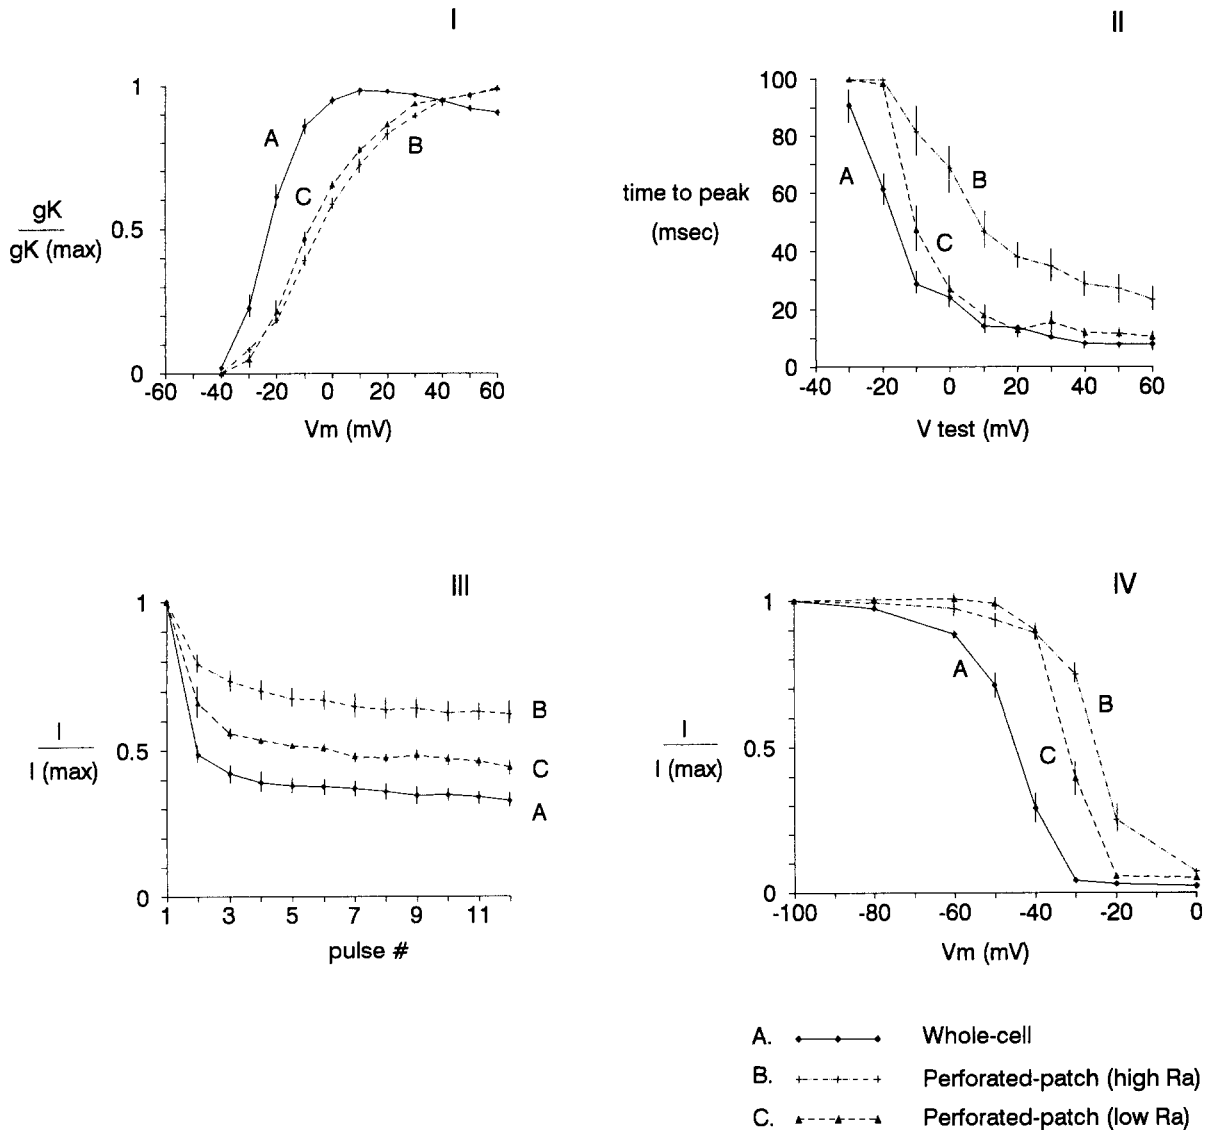 I
1
0.5
0
gK
gK (max)
A
C
B
-60 -40 -20 0 20 40 60
Vm (mV)
II
100
80
60
40
20
0
time to peak
(msec)
A
B
C
-40 -20 0 20 40 60
V test (mV)
III
1
0.5
0
I
I (max)
B
C
A
1 3 5 7 9 11
pulse #
IV
1
0.5
0
I
I (max)
A
B
C
-100 -80 -60 -40 -20 0
Vm (mV)
A. Whole-cell
B. Perforated-patch (high Ra)
C. Perforated-patch (low Ra)